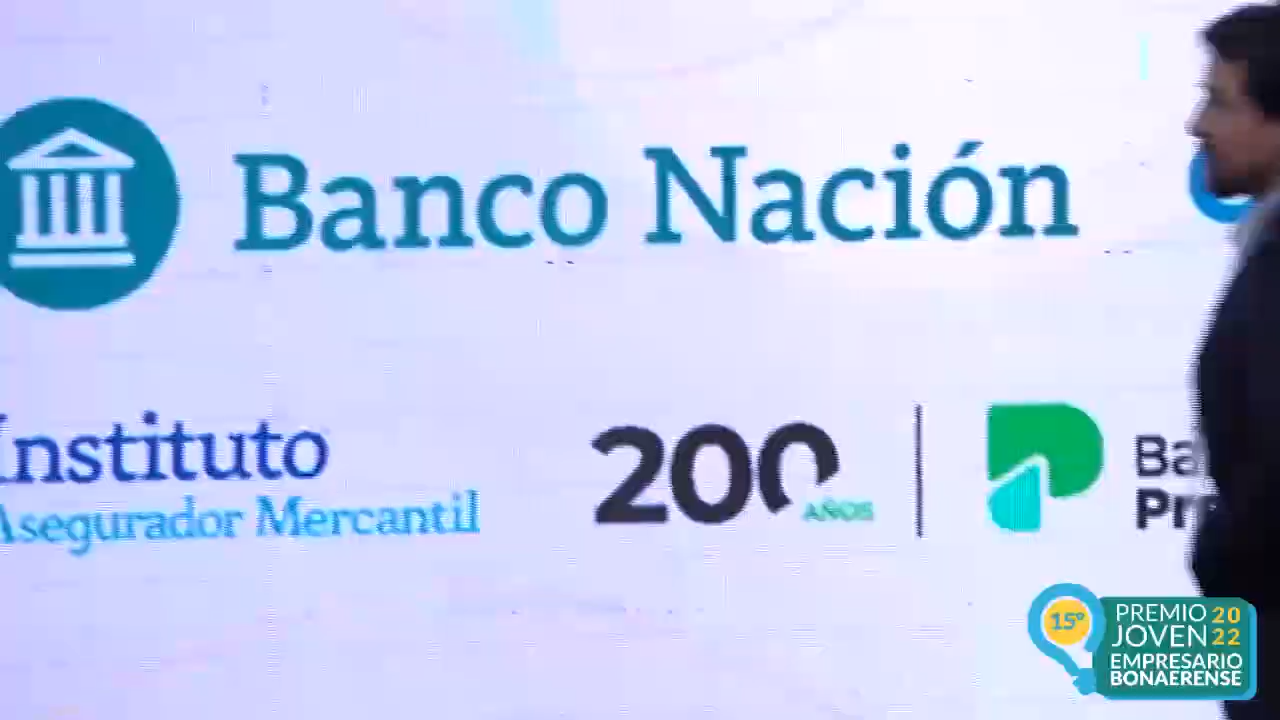 Banco Nación
Instituto
Asegurador Mercantil
200
AÑOS
15º
PREMIO 20
JOVEN 22
EMPRESARIO
BONAERENSE